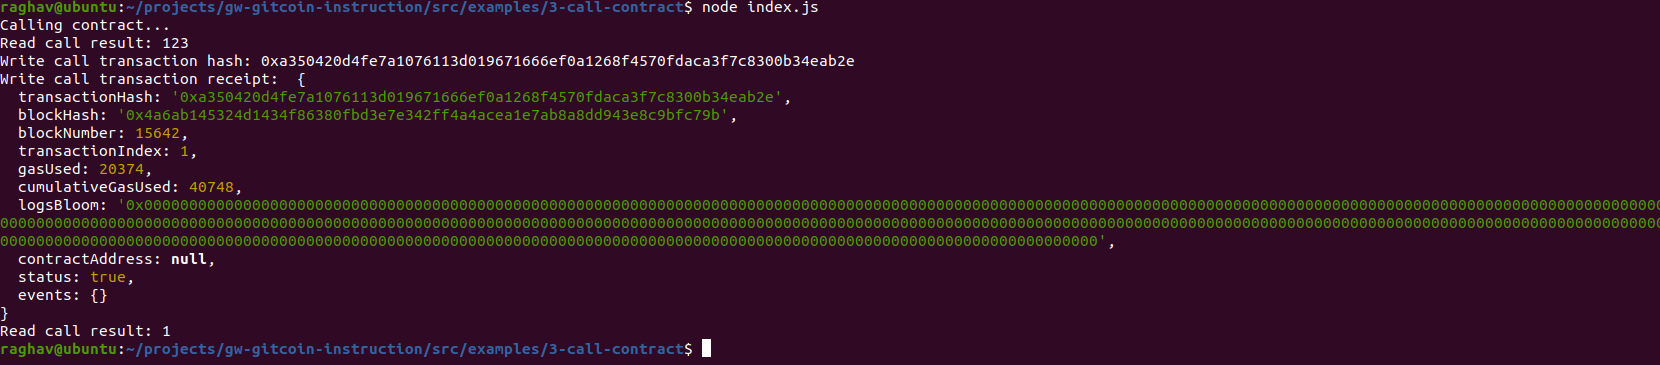 raghav@ubuntu:~/projects/gw-gitcoin-instruction/src/examples/3-call-contract$ node index.js
Calling contract...
Read call result: 123
Write call transaction hash: 0xa350420d4fe7a1076113d019671666ef0a1268f4570fdaca3f7c8300b34eab2e
Write call transaction receipt:  {
  transactionHash: '0xa350420d4fe7a1076113d019671666ef0a1268f4570fdaca3f7c8300b34eab2e',
  blockHash: '0x4a6ab145324d1434f86380fbd3e7e342ff4a4acea1e7ab8a8dd943e8c9bfc79b',
  blockNumber: 15642,
  transactionIndex: 1,
  gasUsed: 20374,
  cumulativeGasUsed: 40748,
  logsBloom: '0x0000000000000000000000000000000000000000000000000000000000000000000000000000000000000000000000000000000000000000000000000000000000000000000000000000000000000000000000000
0000000000000000000000000000000000000000000000000000000000000000000000000000000000000000000000000000000000000000000000000000000000000000000000000000000000000000000000000000000000000000
00000000000000000000000000000000000000000000000000000000000000000000000000000000000000000000000000000000000000000000000000',
  contractAddress: null,
  status: true,
  events: {}
}
Read call result: 1
raghav@ubuntu:~/projects/gw-gitcoin-instruction/src/examples/3-call-contract$